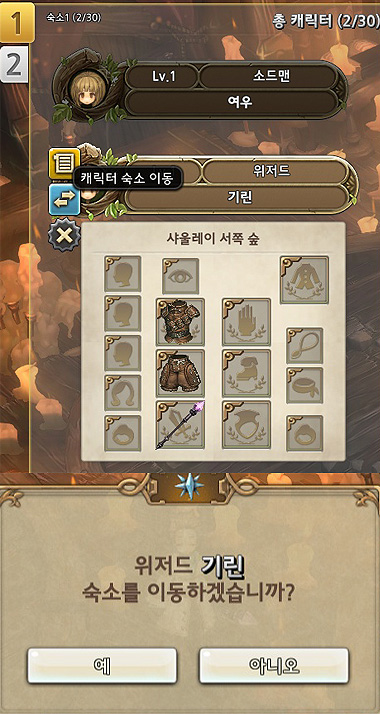 1
숙소1 (2/30)
총 캐릭터 (2/30)
2
Lv.1
소드맨
여우
위저드
캐릭터 숙소 이동
기린
샤울레이 서쪽 숲
위저드 기린
숙소를 이동하겠습니까?
예
아니오